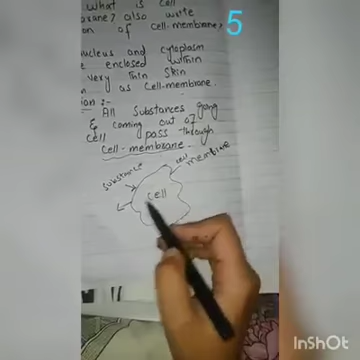 what is cell
also write
of cell-membrane?
5
nucleus and cytoplasm
enclosed within
very thin skin
as cell-membrane.
:-
All substances going
& coming out of
cell pass through
cell-membrane.
substance
cell
membrane
cell
InShOt